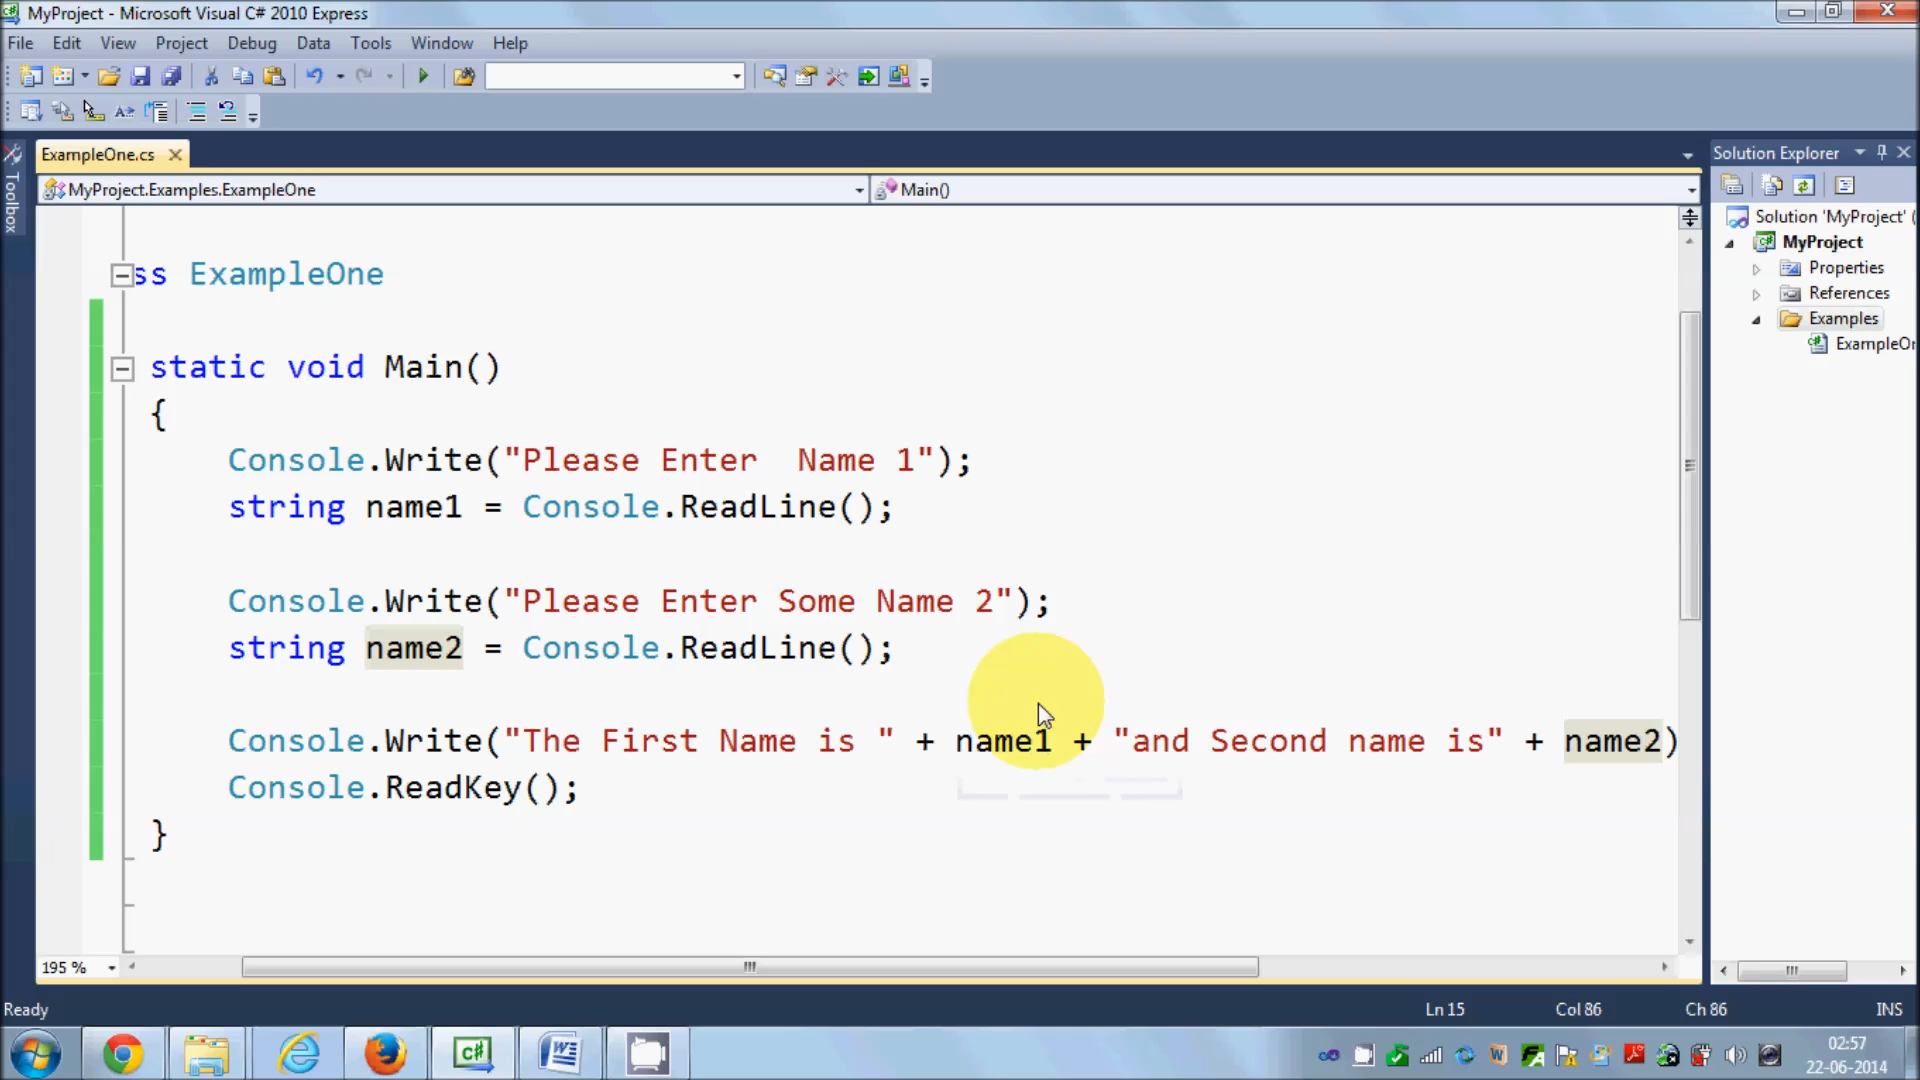 MyProject - Microsoft Visual C# 2010 Express
File Edit View Project Debug Data Tools Window Help
ExampleOne.cs
Solution Explorer
Toolbox
MyProject.Examples.ExampleOne
Main()
Solution 'MyProject' (
MyProject
Properties
References
Examples
ExampleOr
ss ExampleOne
static void Main()
{
Console.Write("Please Enter  Name 1");
string name1 = Console.ReadLine();
Console.Write("Please Enter Some Name 2");
string name2 = Console.ReadLine();
Console.Write("The First Name is " + name1 + "and Second name is" + name2)
Console.ReadKey();
}
195 %
Ready Ln 15 Col 86 Ch 86 INS
02:57
22-06-2014